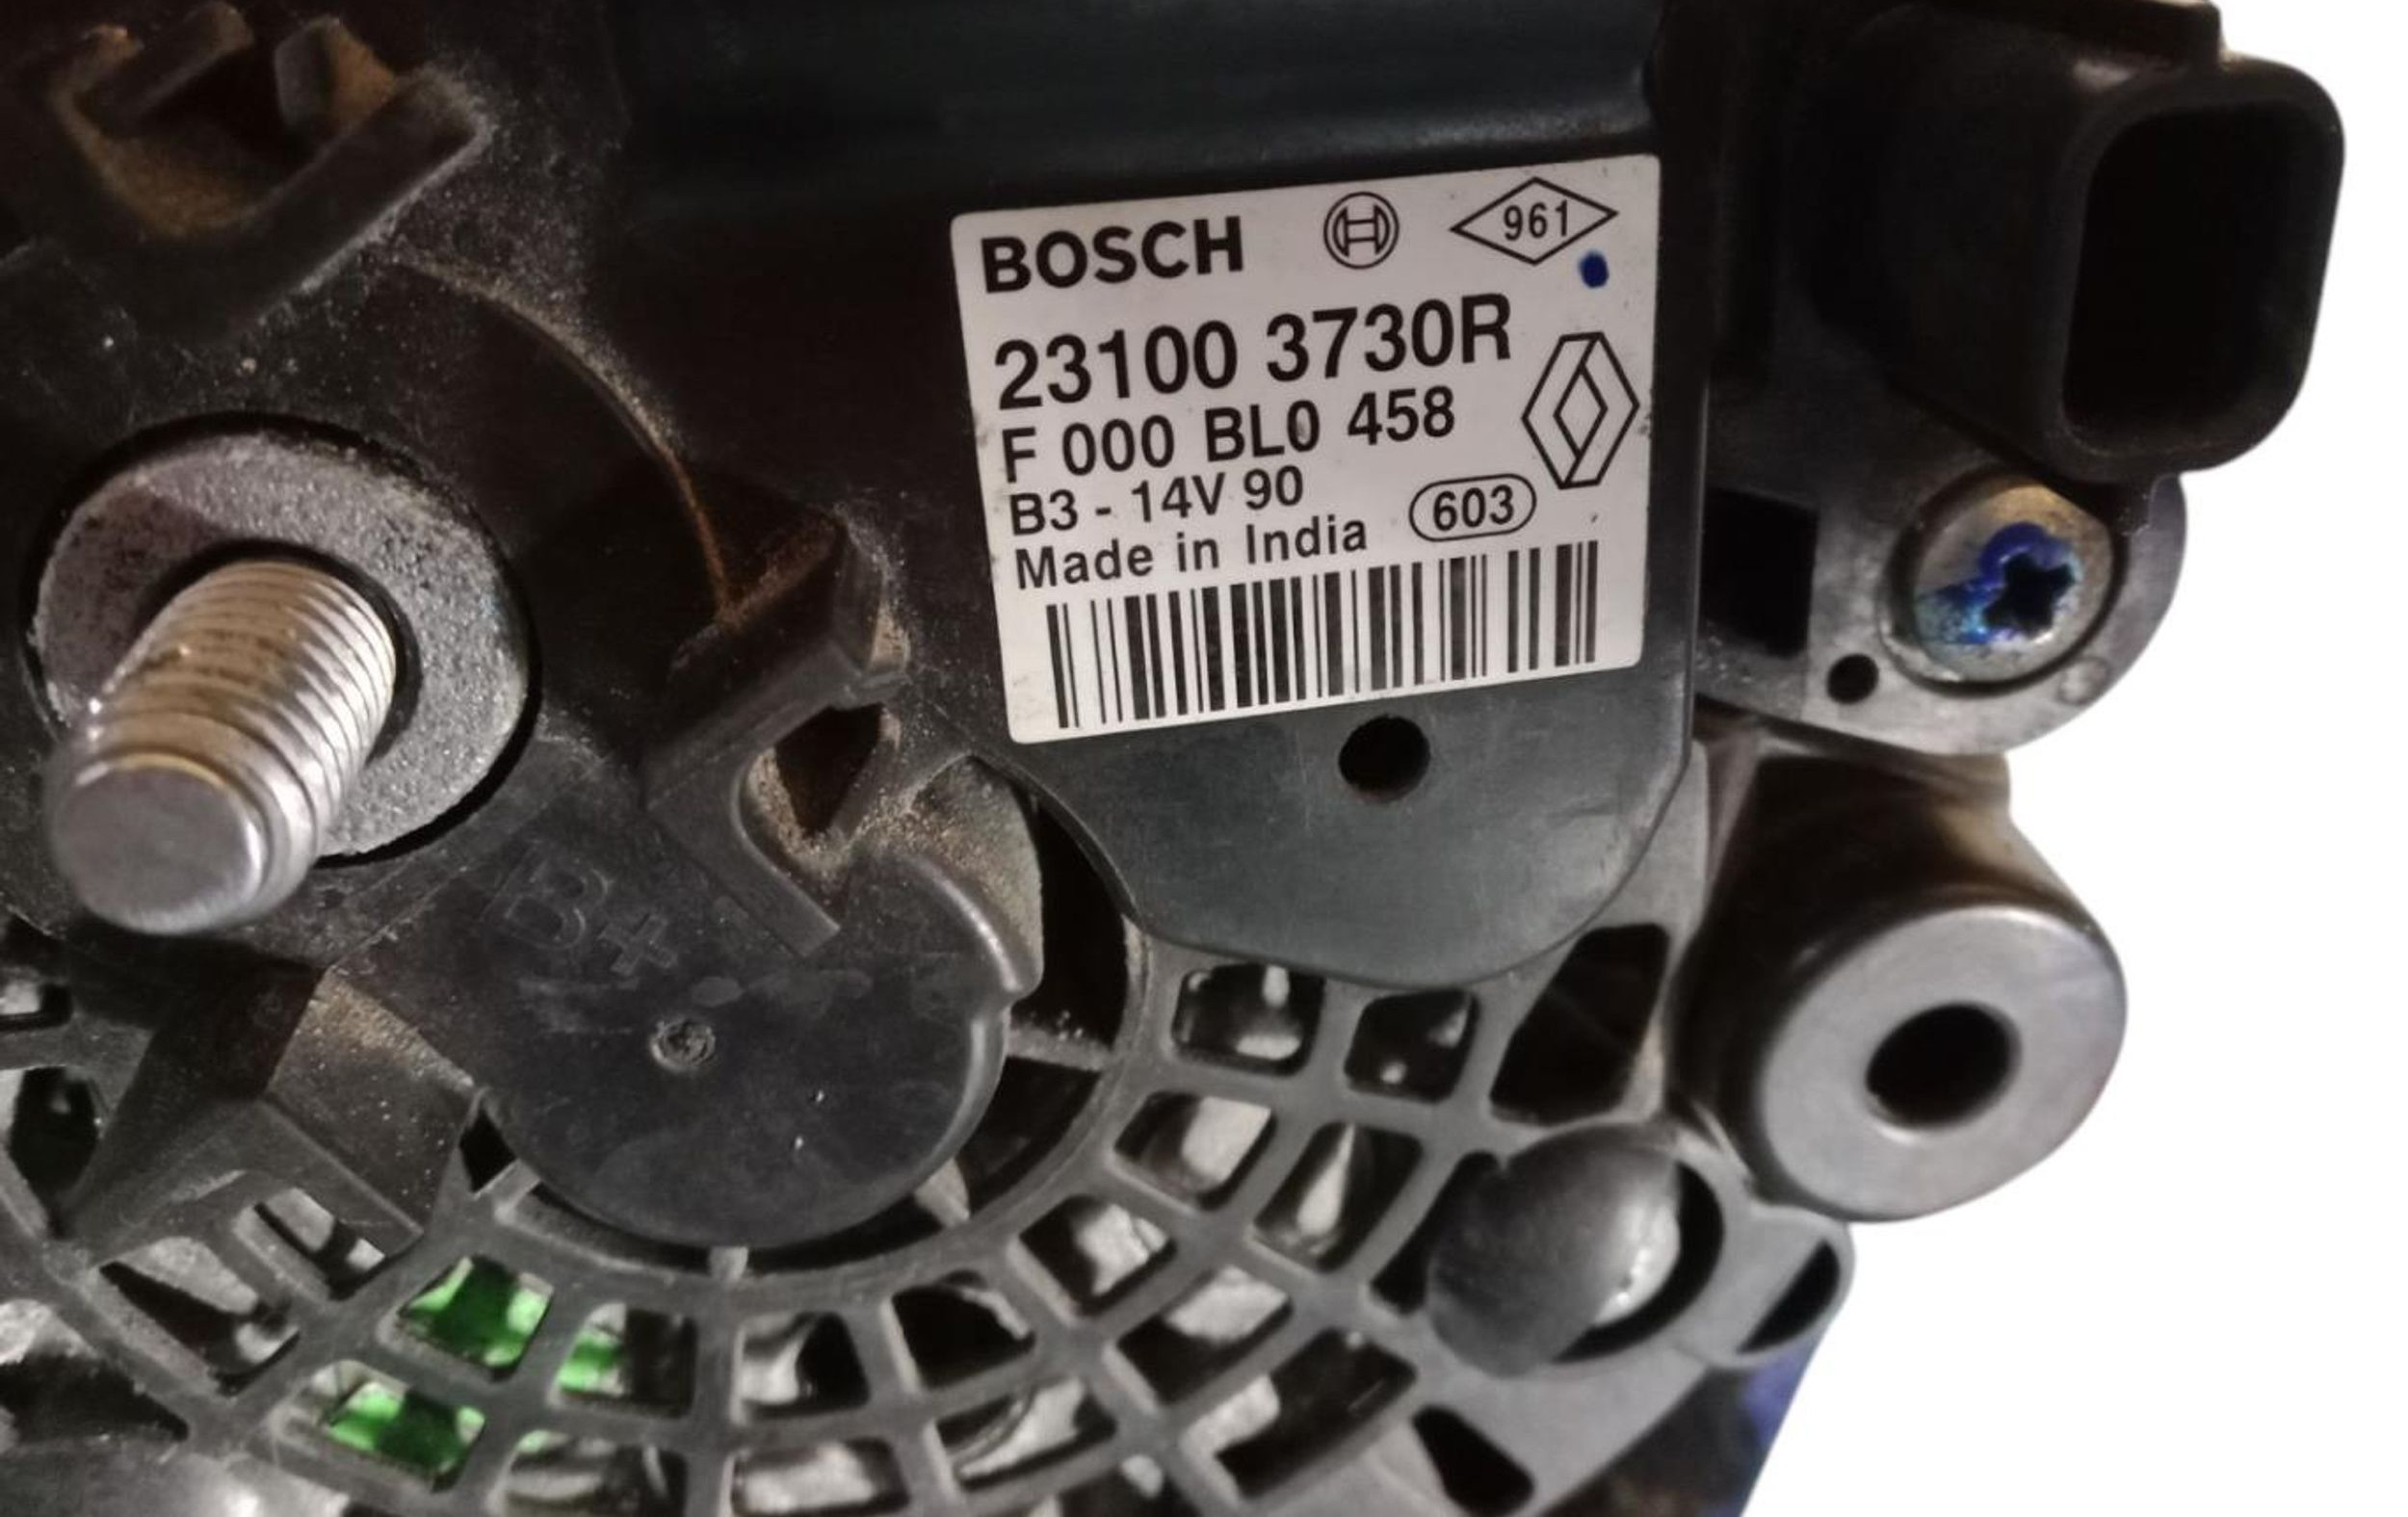 BOSCH 961
23100 3730R
F 000 BL0 458
B3 - 14V 90
Made in India 603
B+